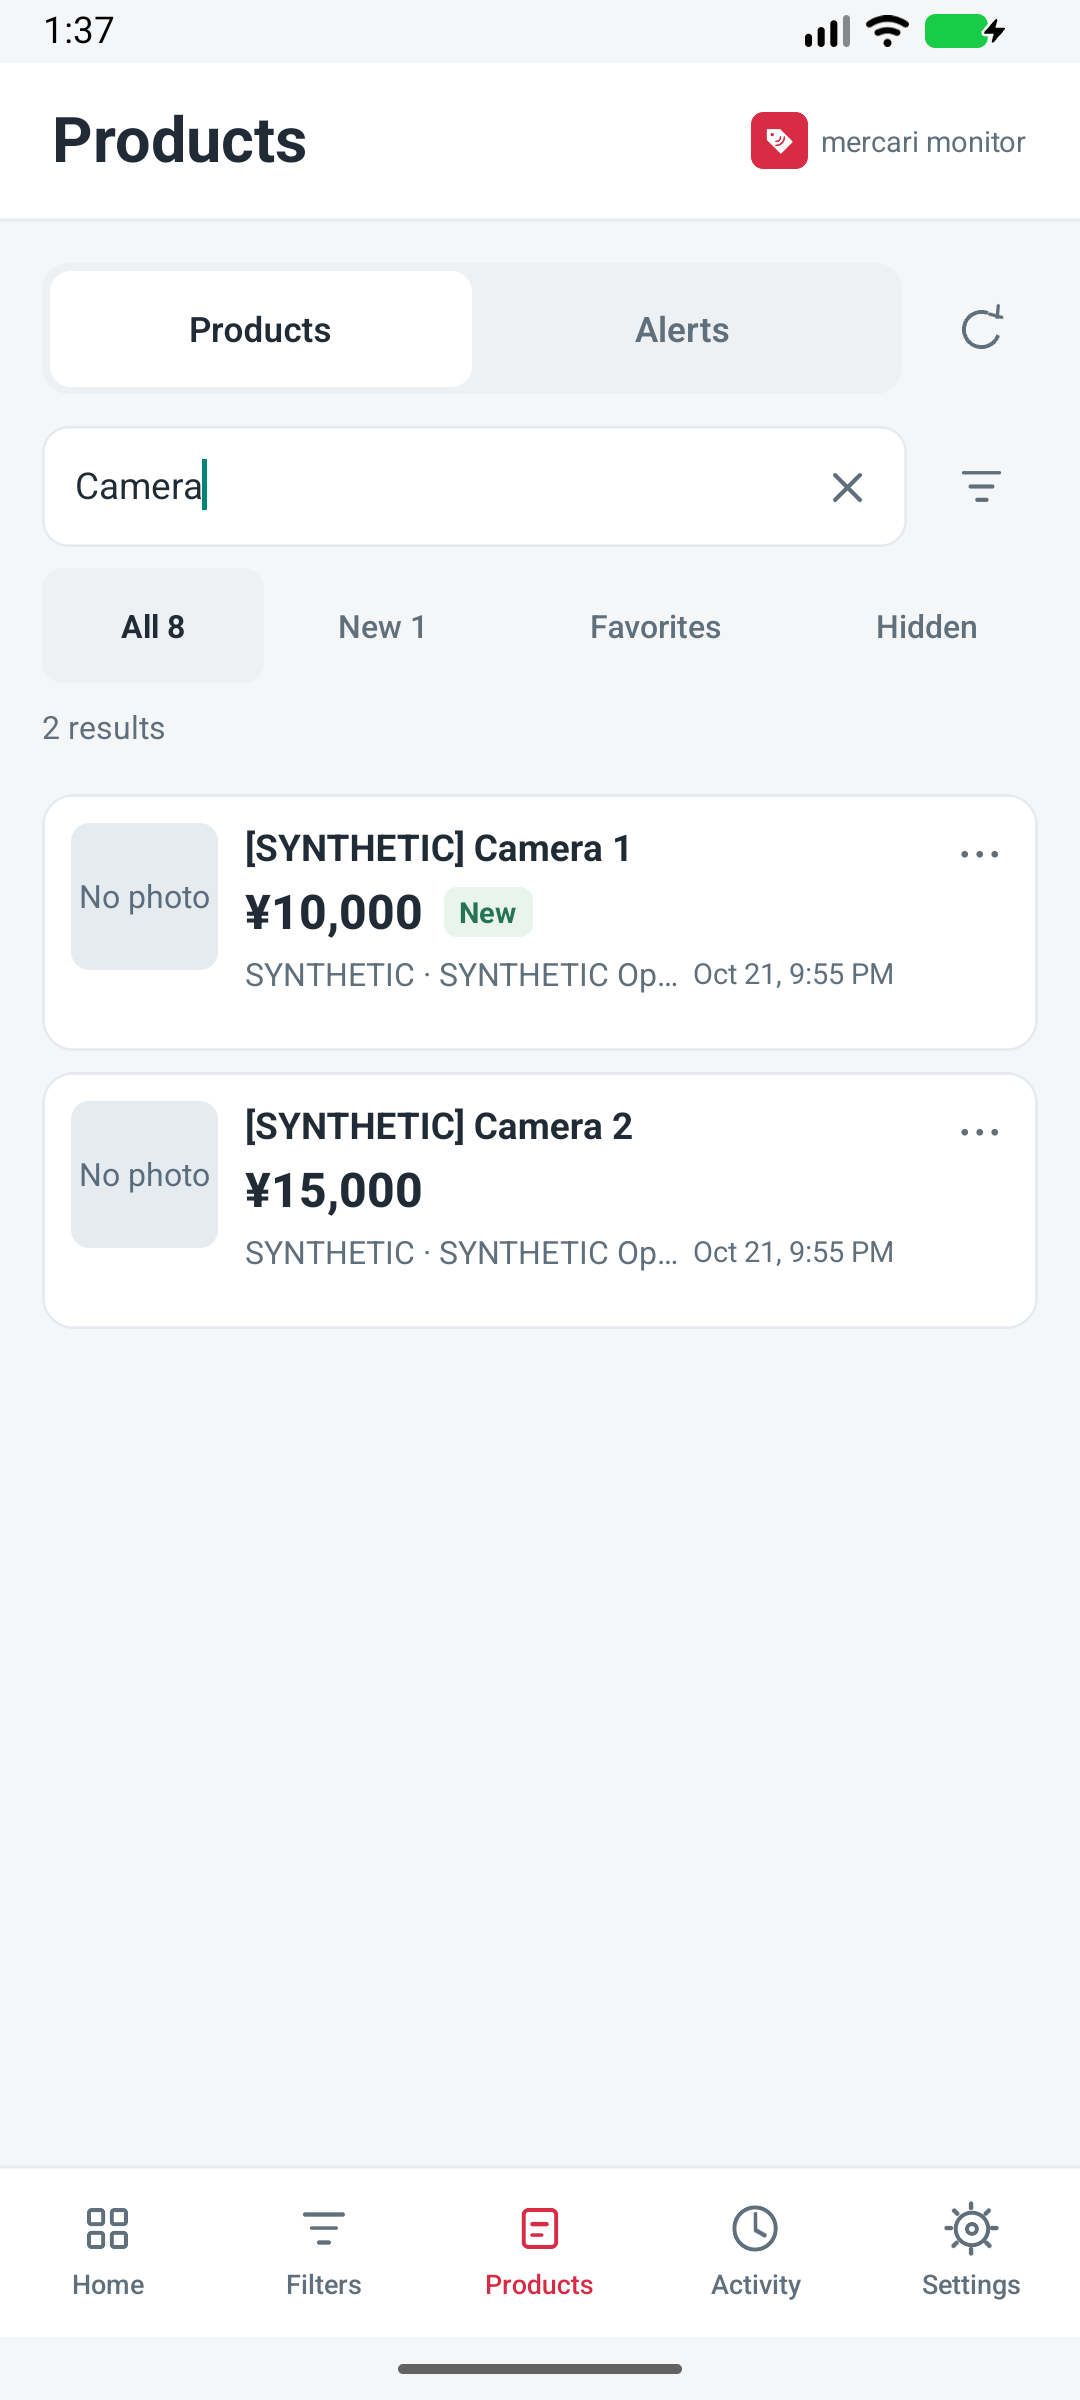 1:37
Products
mercari monitor
Products
Alerts
Camera
All 8
New 1
Favorites
Hidden
2 results
No photo
[SYNTHETIC] Camera 1
¥10,000
New
SYNTHETIC · SYNTHETIC Op… Oct 21, 9:55 PM
No photo
[SYNTHETIC] Camera 2
¥15,000
SYNTHETIC · SYNTHETIC Op… Oct 21, 9:55 PM
Home
Filters
Products
Activity
Settings